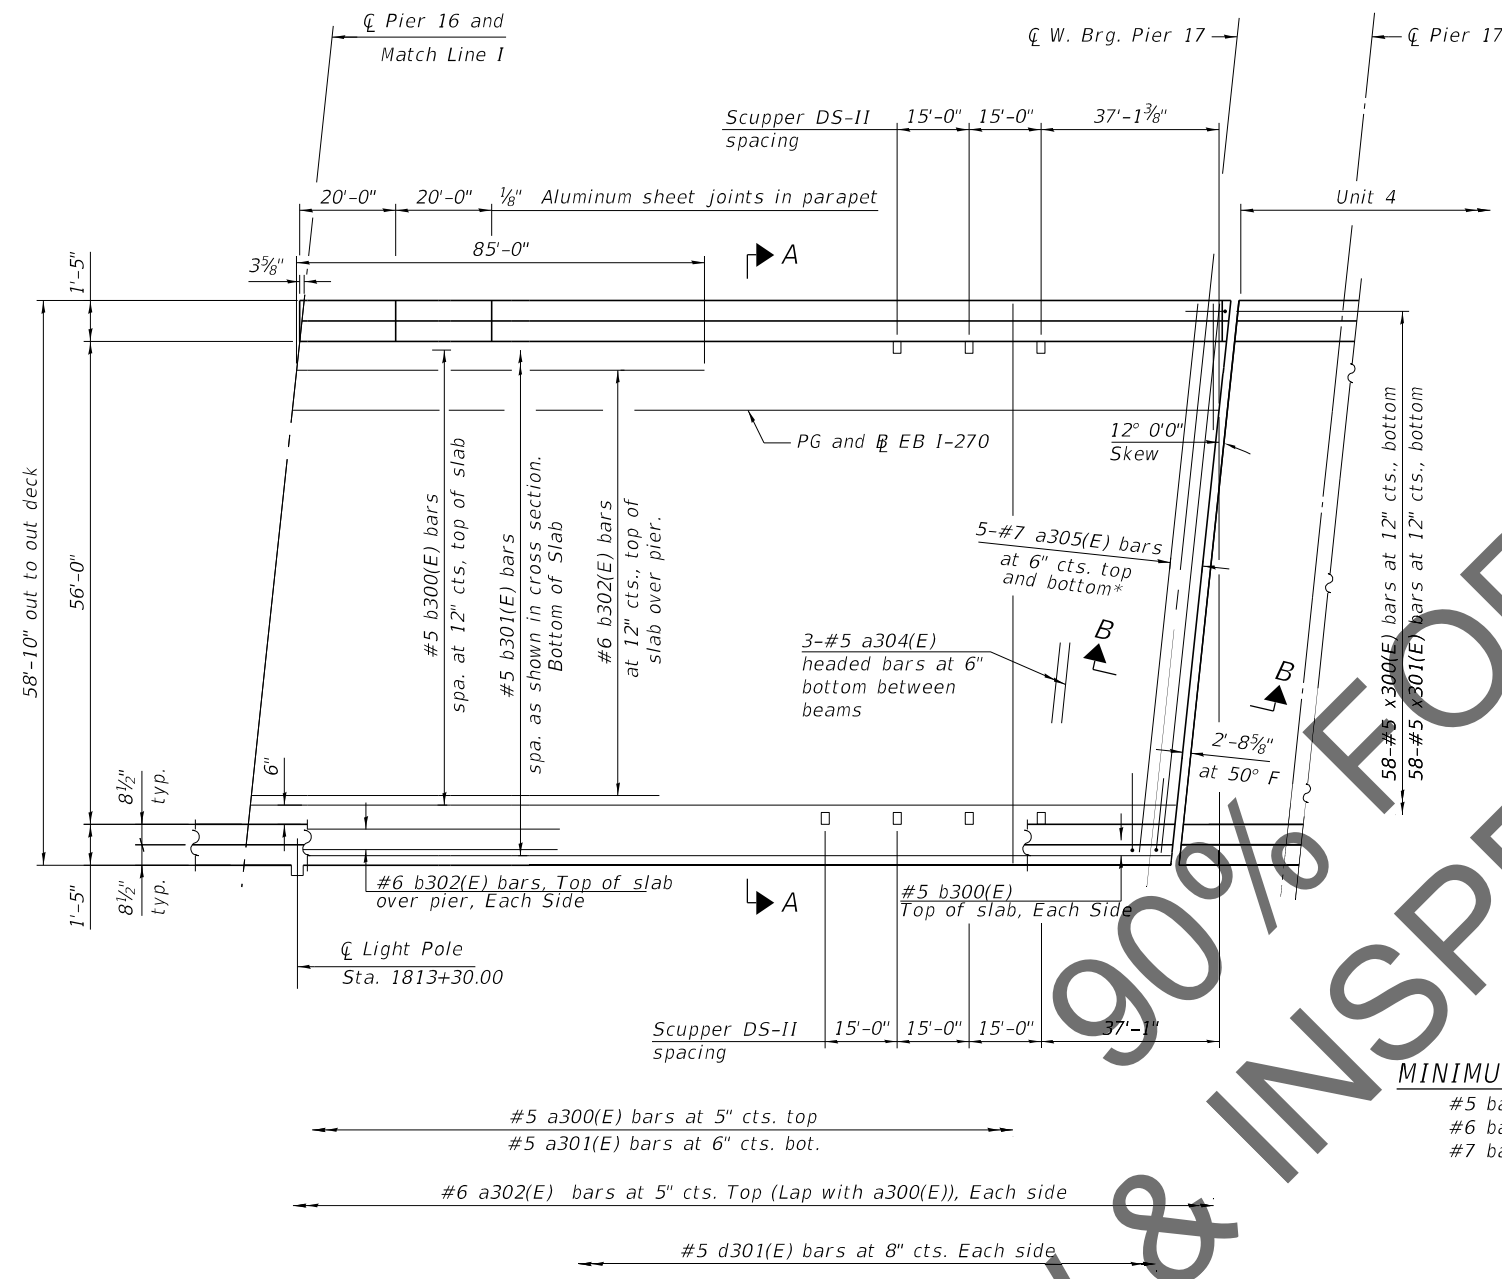 ℄ Pier 16 and
Match Line I
℄ W. Brg. Pier 17
℄ Pier 17
Scupper DS-II
spacing
15'-0"
15'-0"
37'-1⅜"
20'-0"
20'-0"
⅛" Aluminum sheet joints in parapet
Unit 4
85'-0"
3⅝"
A
1'-5"
PG and ℄ EB I-270
12° 0'0"
Skew
58'-10" out to out deck
56'-0"
#5 b300(E) bars
spa. at 12" cts, top of slab
#5 b301(E) bars
spa. as shown in cross section.
Bottom of Slab
#6 b302(E) bars
at 12" cts., top of
slab over pier.
5-#7 a305(E) bars
at 6" cts. top
and bottom*
3-#5 a304(E)
headed bars at 6"
bottom between
beams
B
B
58-#5 x300(E) bars at 12" cts., bottom
58-#5 x301(E) bars at 12" cts., bottom
2'-8⅝"
at 50° F
6"
8½"
typ.
8½"
typ.
1'-5"
#6 b302(E) bars, Top of slab
over pier, Each Side
A
#5 b300(E)
Top of slab, Each Side
℄ Light Pole
Sta. 1813+30.00
Scupper DS-II
spacing
15'-0"
15'-0"
15'-0"
37'-1"
90% FOR
& INSPE
MINIMU
#5 ba
#6 ba
#7 ba
#5 a300(E) bars at 5" cts. top
#5 a301(E) bars at 6" cts. bot.
#6 a302(E) bars at 5" cts. Top (Lap with a300(E)), Each side
#5 d301(E) bars at 8" cts. Each side